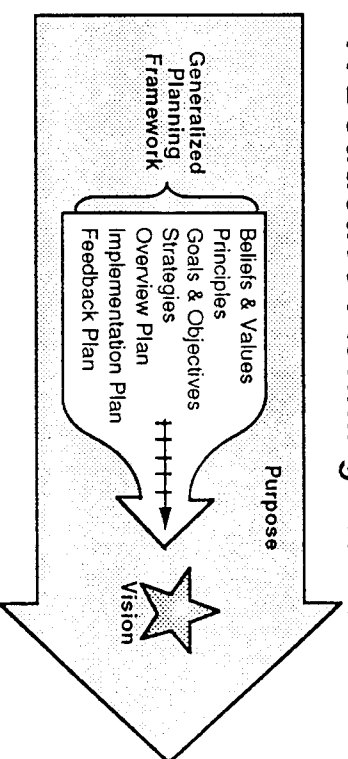 Generalized
Planning
Framework
Beliefs & Values
Principles
Goals & Objectives
Strategies
Overview Plan
Implementation Plan
Feedback Plan
Purpose
Vision